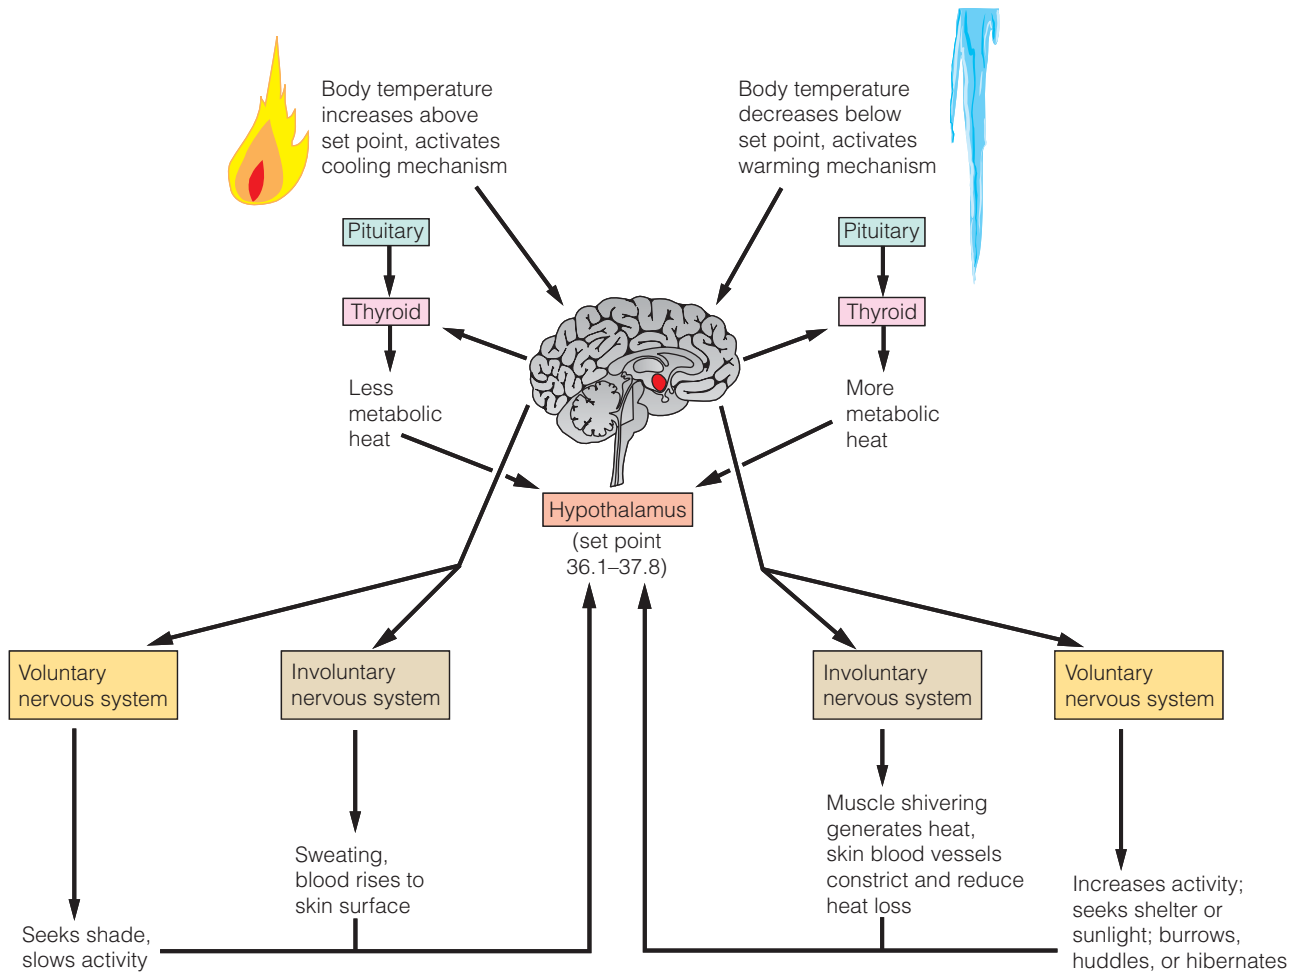 Body temperature
increases above
set point, activates
cooling mechanism
Body temperature
decreases below
set point, activates
warming mechanism
Pituitary
Thyroid
Less
metabolic
heat
Pituitary
Thyroid
More
metabolic
heat
Hypothalamus
(set point
36.1–37.8)
Voluntary
nervous system
Involuntary
nervous system
Involuntary
nervous system
Voluntary
nervous system
Seeks shade,
slows activity
Sweating,
blood rises to
skin surface
Muscle shivering
generates heat,
skin blood vessels
constrict and reduce
heat loss
Increases activity;
seeks shelter or
sunlight; burrows,
huddles, or hibernates